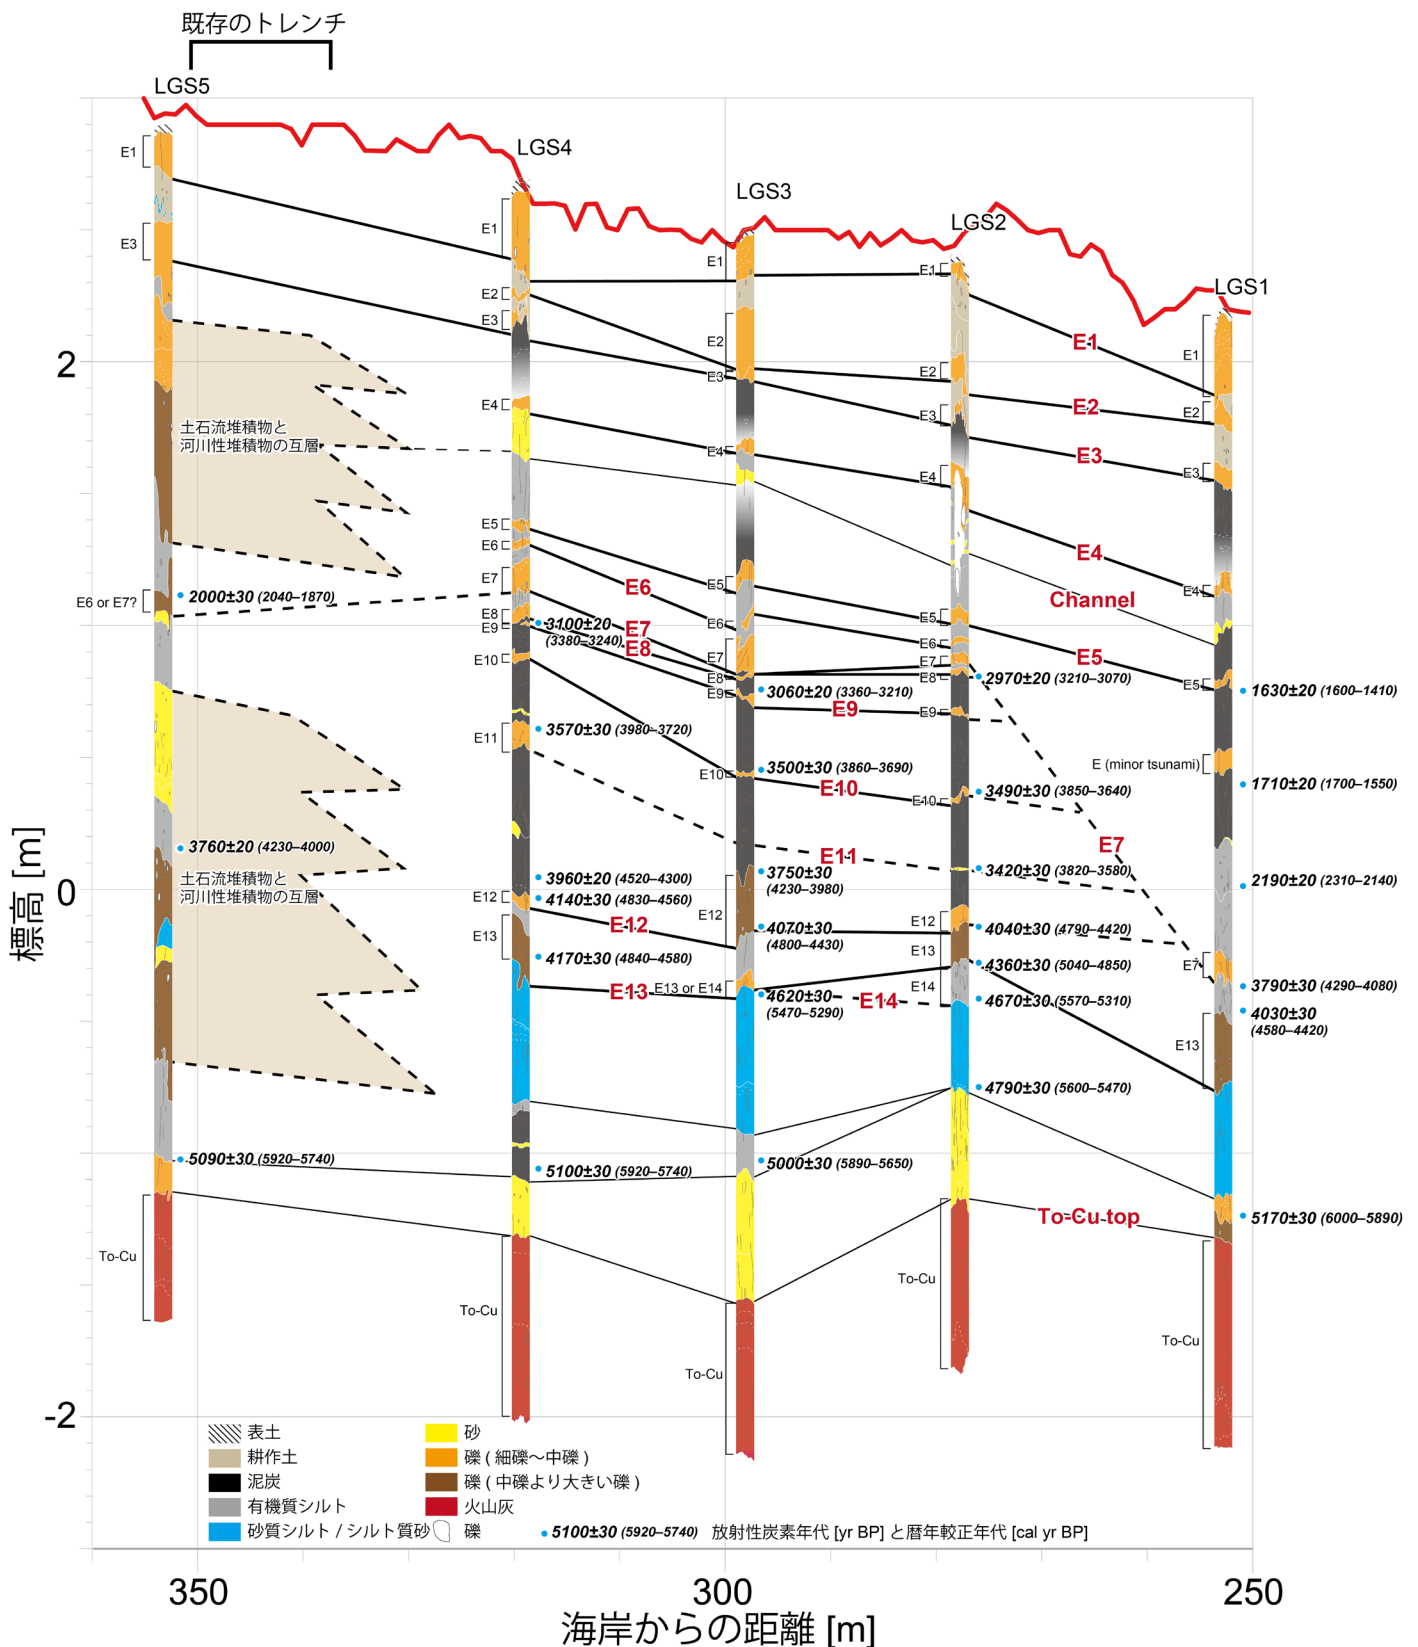 既存のトレンチ
LGS5
LGS4
LGS3
LGS2
LGS1
E1
E3
土石流堆積物と
河川性堆積物の互層
E6 or E7?
2000±30 (2040–1870)
3760±20 (4230–4000)
土石流堆積物と
河川性堆積物の互層
5090±30 (5920–5740)
To-Cu
E1
E2
E3
E4
E5
E6
E7
E8
E9
E10
E11
E12
E13
3100±20
(3380–3240)
3570±30 (3980–3720)
3960±20 (4520–4300)
4140±30 (4830–4560)
4170±30 (4840–4580)
5100±30 (5920–5740)
To-Cu
E6
E7
E8
E12
E13
E1
E2
E3
E4
E5
E6
E7
E8
E9
E10
E12
E13 or E14
3060±20 (3360–3210)
3500±30 (3860–3690)
3750±30
(4230–3980)
4070±30
(4800–4430)
4620±30
(5470–5290)
5000±30 (5890–5650)
To-Cu
E9
E10
E11
E14
E1
E2
E3
E4
E5
E6
E7
E8
E9
E10
E12
E13
E14
2970±20 (3210–3070)
3490±30 (3850–3640)
3420±30 (3820–3580)
4040±30 (4790–4420)
4360±30 (5040–4850)
4670±30 (5570–5310)
4790±30 (5600–5470)
To-Cu
E1
E2
E3
E4
Channel
E5
E7
To-Cu top
E1
E2
E3
E4
E5
E (minor tsunami)
E7
E13
1630±20 (1600–1410)
1710±20 (1700–1550)
2190±20 (2310–2140)
3790±30 (4290–4080)
4030±30
(4580–4420)
5170±30 (6000–5890)
To-Cu
2
0
-2
標高 [m]
表土
耕作土
泥炭
有機質シルト
砂質シルト / シルト質砂
砂
礫 ( 細礫～中礫 )
礫 ( 中礫より大きい礫 )
火山灰
礫
5100±30 (5920–5740) 放射性炭素年代 [yr BP] と暦年較正年代 [cal yr BP]
350
300
250
海岸からの距離 [m]